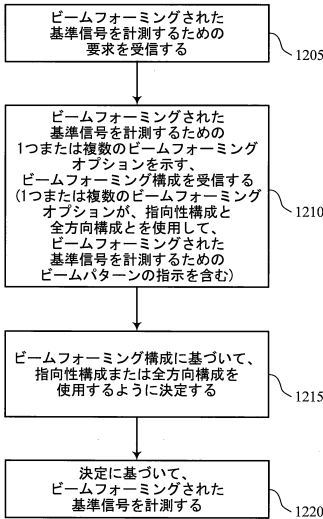 ビームフォーミングされた
基準信号を計測するための
要求を受信する
1205
ビームフォーミングされた
基準信号を計測するための
1つまたは複数のビームフォーミング
オプションを示す、
ビームフォーミング構成を受信する
(1つまたは複数のビームフォーミング
オプションが、指向性構成と
全方向構成とを使用して、
ビームフォーミングされた
基準信号を計測するための
ビームパターンの指示を含む)
1210
ビームフォーミング構成に基づいて、
指向性構成または全方向構成を
使用するように決定する
1215
決定に基づいて、
ビームフォーミングされた
基準信号を計測する
1220